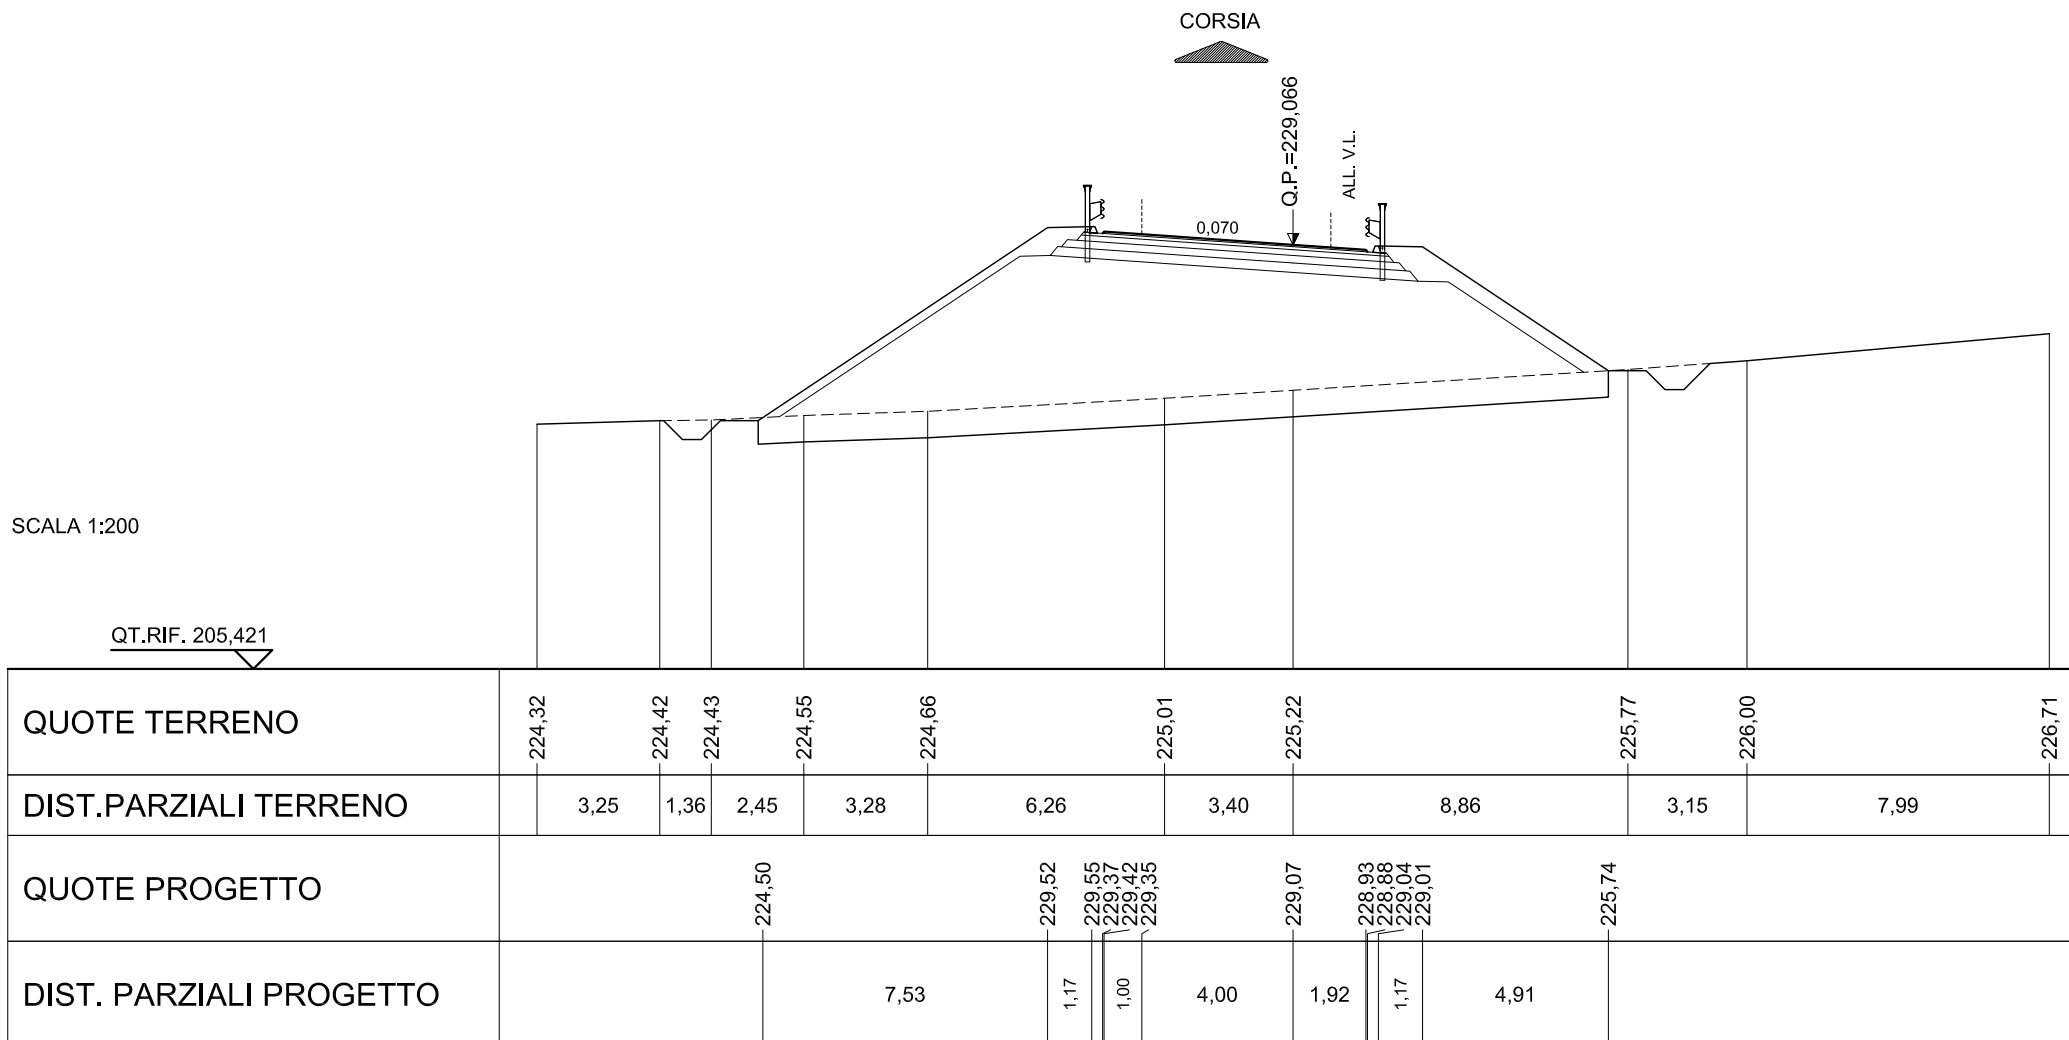 CORSIA
Q.P.=229,066
ALL. V.L.
0,070
SCALA 1:200
QT.RIF. 205,421
QUOTE TERRENO 224,32 224,42 224,43 224,55 224,66 225,01 225,22 225,77 226,00 226,71
DIST.PARZIALI TERRENO 3,25 1,36 2,45 3,28 6,26 3,40 8,86 3,15 7,99
QUOTE PROGETTO 224,50 229,52 229,55 229,37 229,42 229,35 229,07 228,93 228,88 229,04 229,01 225,74
DIST. PARZIALI PROGETTO 7,53 1,17 1,00 4,00 1,92 1,17 4,91